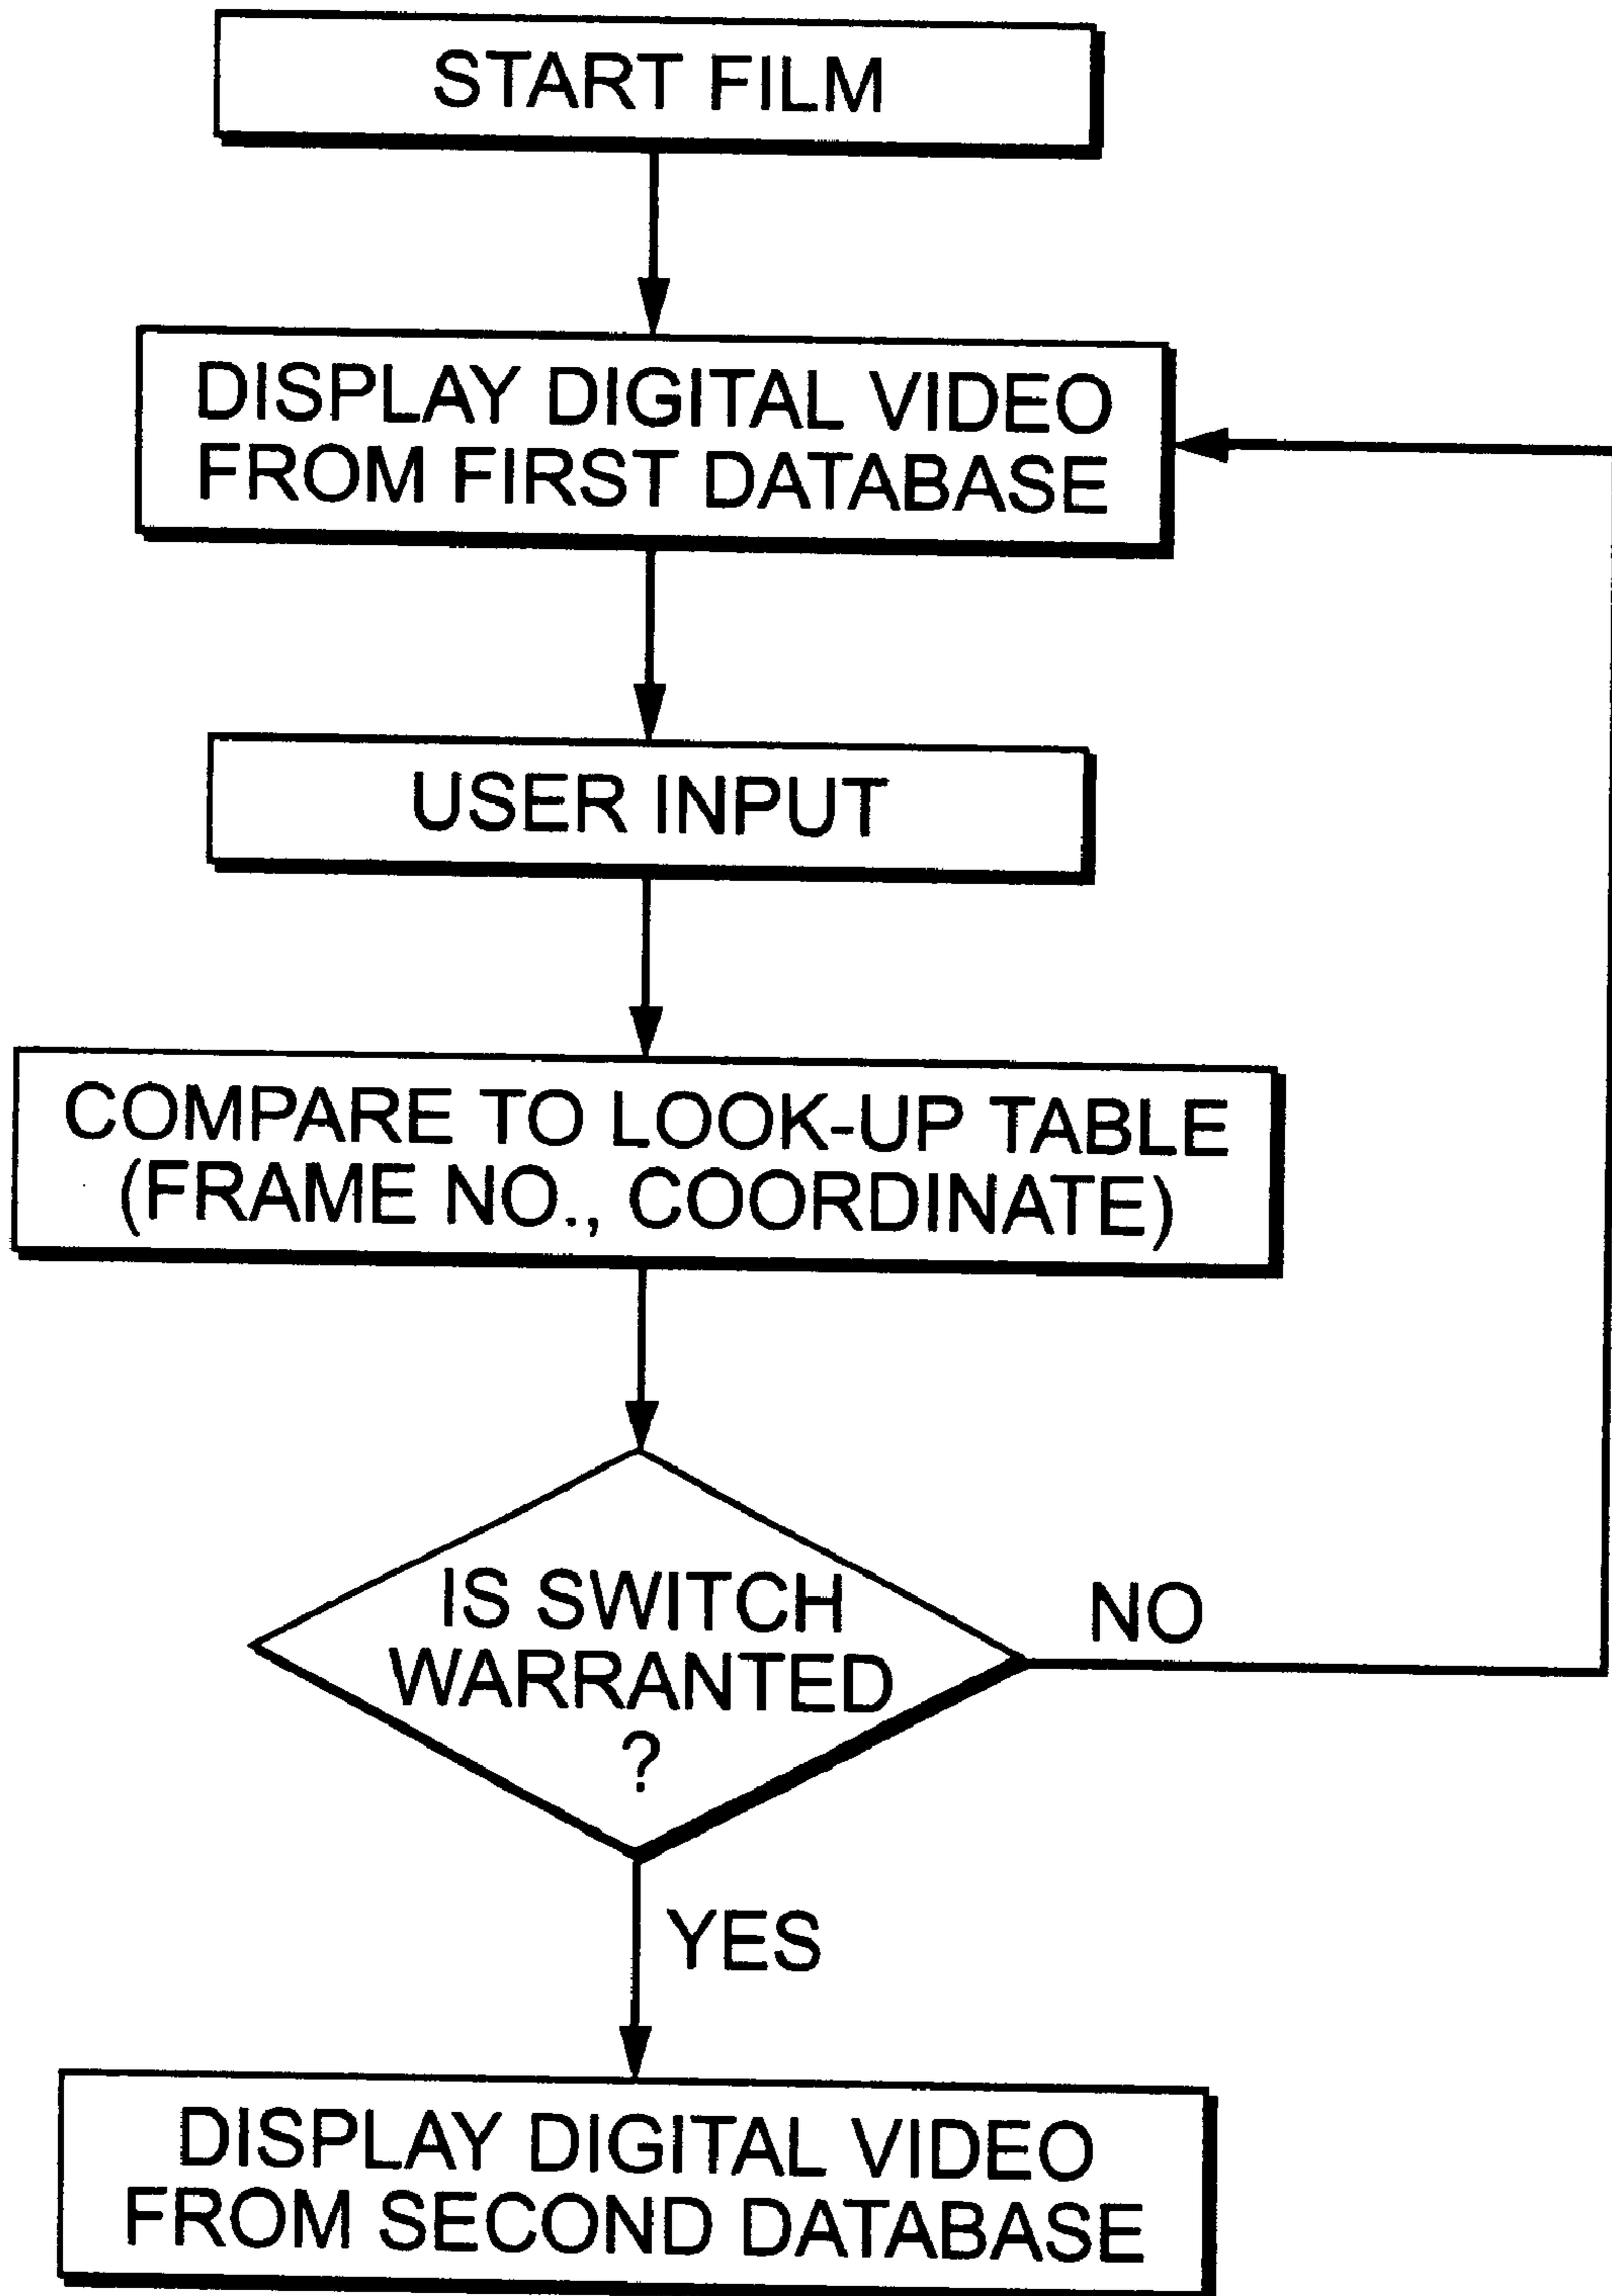 START FILM
DISPLAY DIGITAL VIDEO
FROM FIRST DATABASE
USER INPUT
COMPARE TO LOOK-UP TABLE
(FRAME NO., COORDINATE)
IS SWITCH
WARRANTED
?
NO
YES
DISPLAY DIGITAL VIDEO
FROM SECOND DATABASE